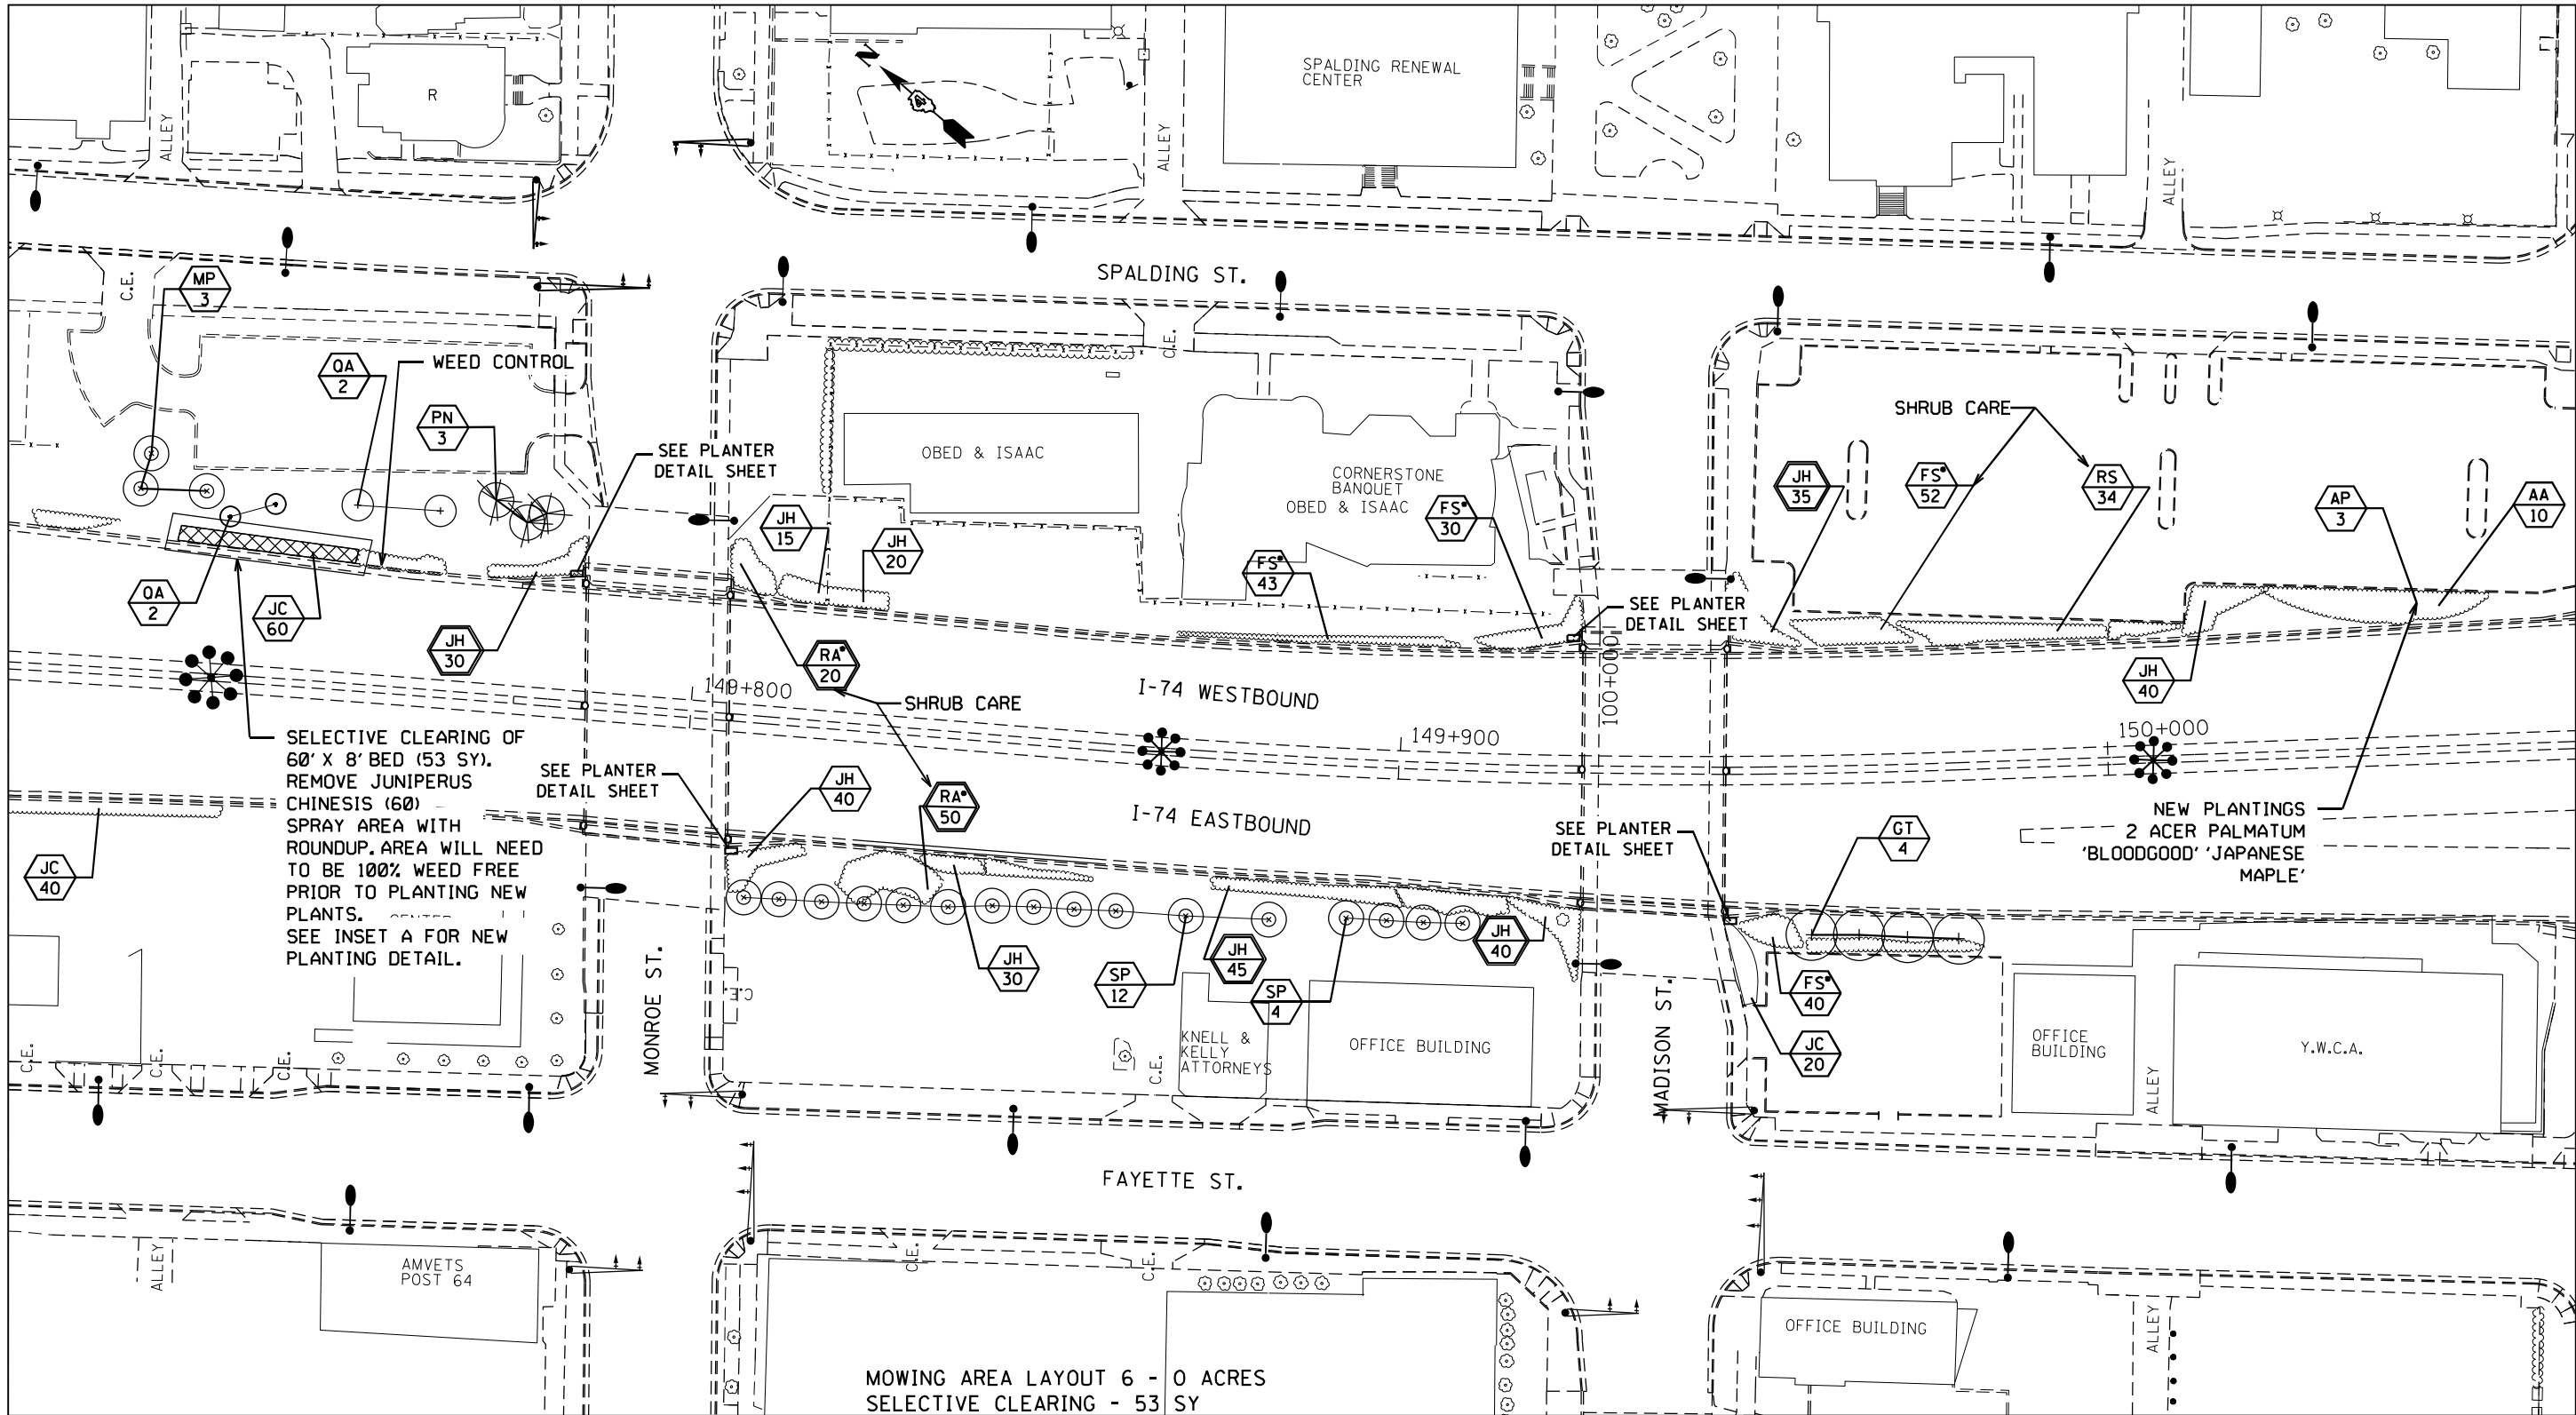 SPALDING RENEWAL
CENTER
R
N
4
ALLEY
ALLEY
ALLEY
SPALDING ST.
C.E.
MP
3
QA
2
WEED CONTROL
PN
3
SEE PLANTER
DETAIL SHEET
C.E.
OBED & ISAAC
CORNERSTONE
BANQUET
OBED & ISAAC
SHRUB CARE
JH
15
JH
20
FS*
43
FS*
30
JH
35
FS*
52
RS
34
AP
3
AA
10
QA
2
JC
60
JH
30
RA*
20
SEE PLANTER
DETAIL SHEET
JH
40
149+800
SHRUB CARE
I-74 WESTBOUND
149+900
100+000
150+000
SELECTIVE CLEARING OF
60' X 8' BED (53 SY).
REMOVE JUNIPERUS
CHINESIS (60)
SPRAY AREA WITH
ROUNDUP. AREA WILL NEED
TO BE 100% WEED FREE
PRIOR TO PLANTING NEW
PLANTS.
SEE INSET A FOR NEW
PLANTING DETAIL.
CENTER
SEE PLANTER
DETAIL SHEET
JH
40
RA*
50
I-74 EASTBOUND
SEE PLANTER
DETAIL SHEET
GT
4
NEW PLANTINGS
2 ACER PALMATUM
'BLOODGOOD' 'JAPANESE
MAPLE'
JC
40
JH
30
SP
12
JH
45
SP
4
JH
40
FS*
40
JC
20
MONROE ST.
MADISON ST.
C.E.
C.E.
C.E.
C.E.
C.E.
KNELL &
KELLY
ATTORNEYS
OFFICE BUILDING
OFFICE
BUILDING
ALLEY
Y.W.C.A.
FAYETTE ST.
ALLEY
AMVETS
POST 64
C.E.
C.E.
OFFICE BUILDING
ALLEY
MOWING AREA LAYOUT 6 - 0 ACRES
SELECTIVE CLEARING - 53 SY